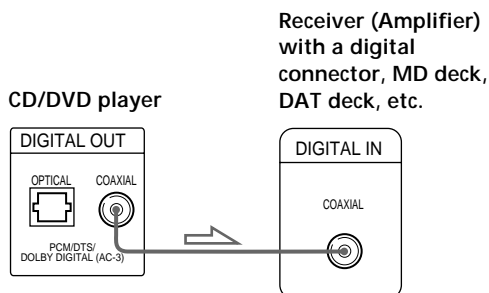 Receiver (Amplifier)
with a digital
connector, MD deck,
DAT deck, etc.
CD/DVD player
DIGITAL OUT
OPTICAL COAXIAL
PCM/DTS/
DOLBY DIGITAL (AC-3)
DIGITAL IN
COAXIAL